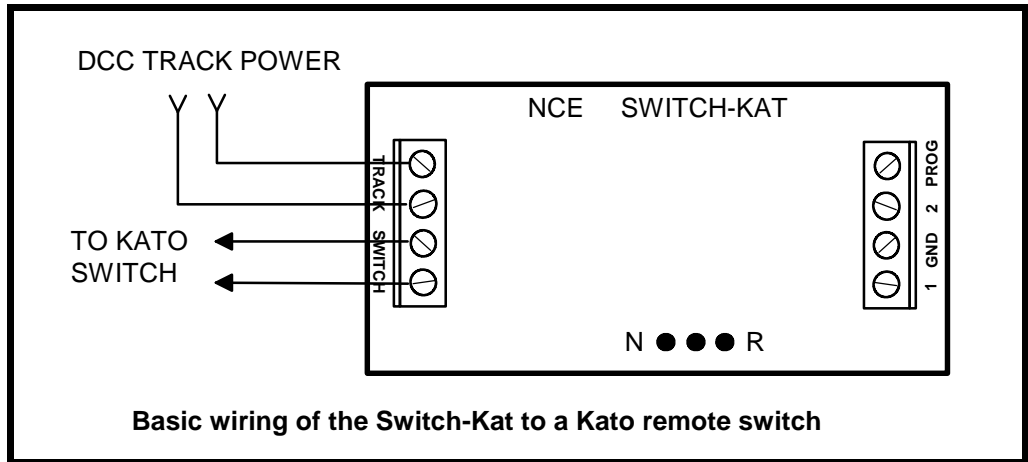 DCC TRACK POWER
NCE SWITCH-KAT
TRACK
SWITCH
TO KATO
SWITCH
PROG
2
GND
1
N R
Basic wiring of the Switch-Kat to a Kato remote switch